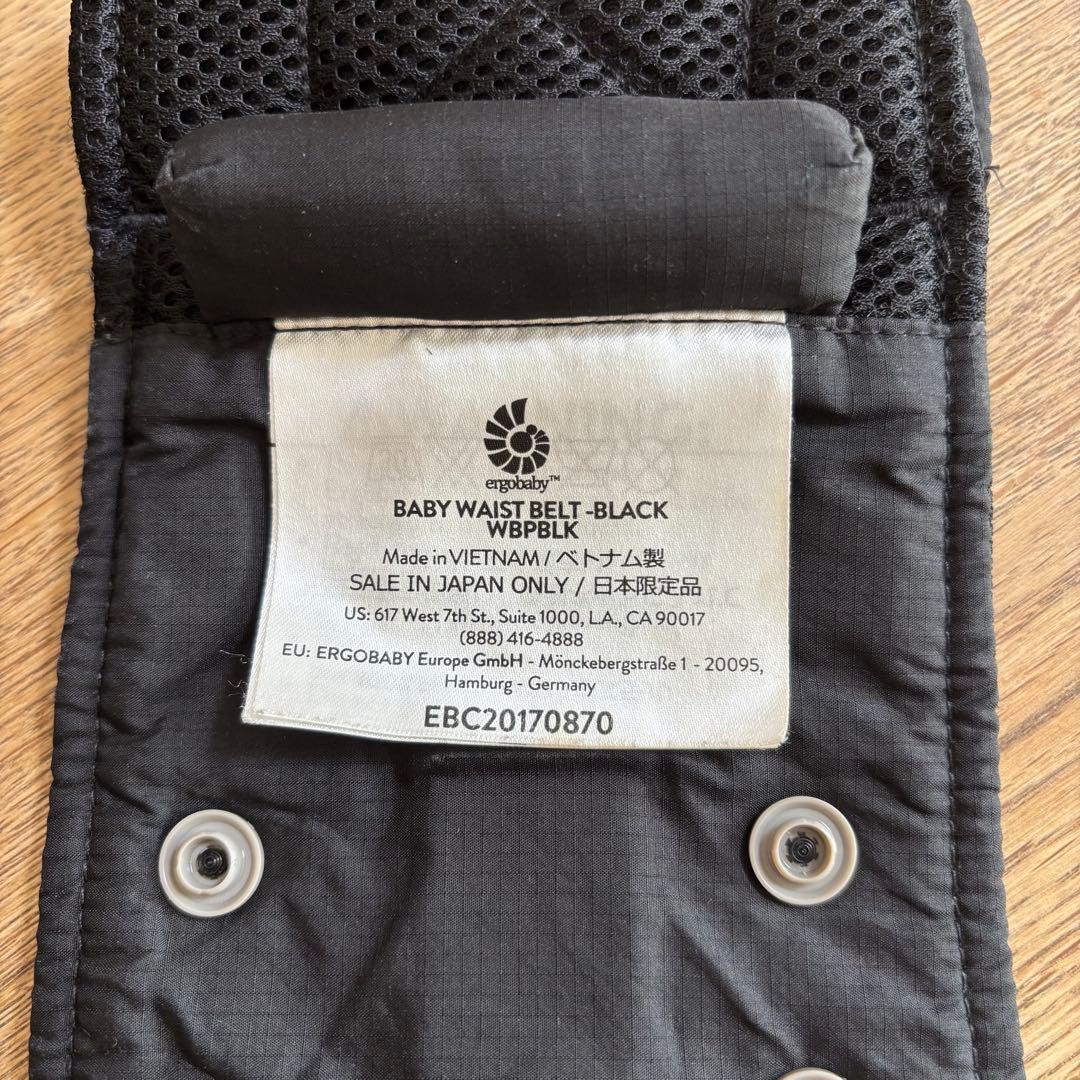 ergobaby™
BABY WAIST BELT -BLACK
WBPBLK
Made in VIETNAM / ベトナム製
SALE IN JAPAN ONLY / 日本限定品
US: 617 West 7th St., Suite 1000, L.A., CA 90017
(888) 416-4888
EU: ERGOBABY Europe GmbH - Mönckebergstraße 1 - 20095,
Hamburg - Germany
EBC20170870